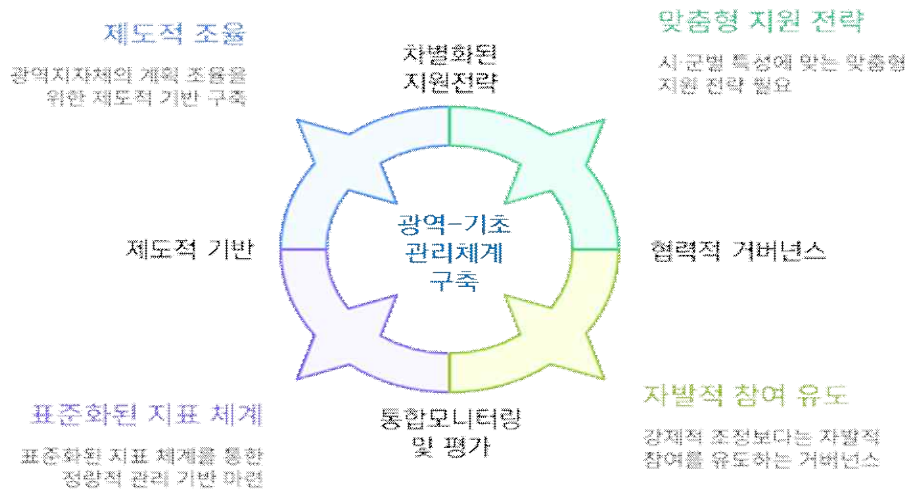 제도적 조율
광역지자체의 계획 조율을
위한 제도적 기반 구축
차별화된
지원전략
맞춤형 지원 전략
시·군별 특성에 맞는 맞춤형
지원 전략 필요
제도적 기반
광역-기초
관리체계
구축
협력적 거버넌스
표준화된 지표 체계
표준화된 지표 체계를 통한
정량적 관리 기반 마련
통합모니터링
및 평가
자발적 참여 유도
강제적 조정보다는 자발적
참여를 유도하는 거버넌스